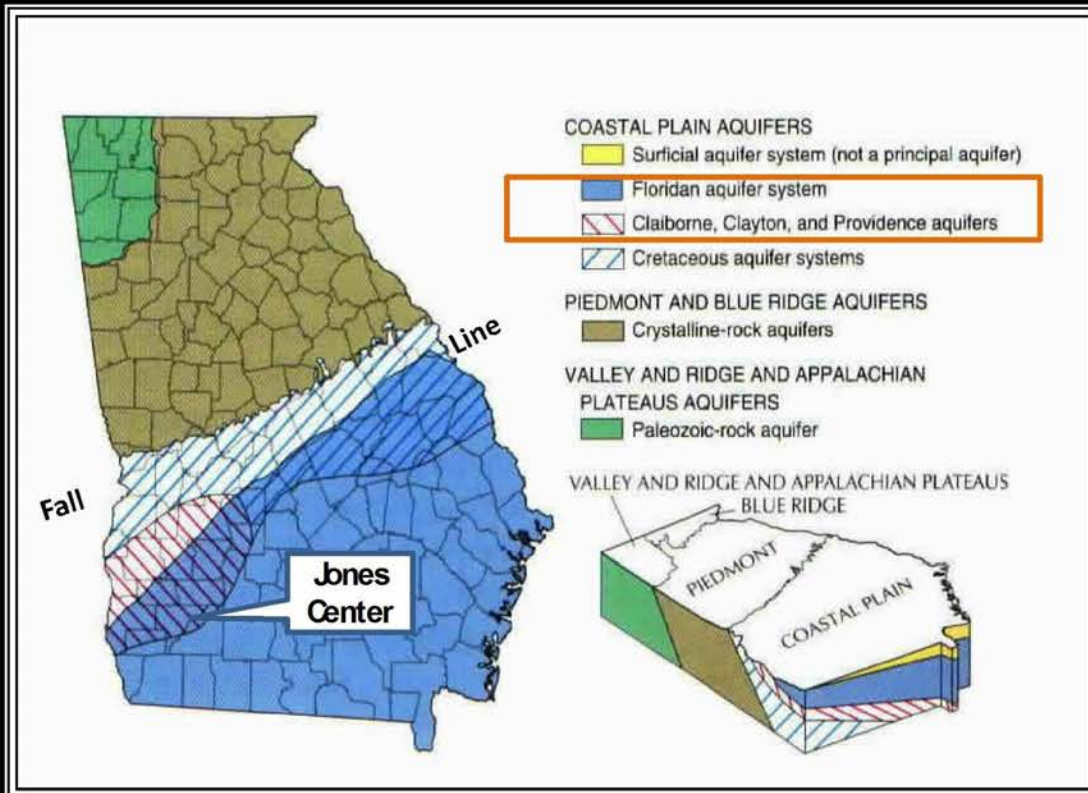 COASTAL PLAIN AQUIFERS
Surficial aquifer system (not a principal aquifer)
Floridan aquifer system
Claiborne, Clayton, and Providence aquifers
Cretaceous aquifer systems
PIEDMONT AND BLUE RIDGE AQUIFERS
Crystalline-rock aquifers
VALLEY AND RIDGE AND APPALACHIAN
PLATEAUS AQUIFERS
Paleozoic-rock aquifer
Fall
Line
Jones
Center
VALLEY AND RIDGE AND APPALACHIAN PLATEAUS
BLUE RIDGE
PIEDMONT
COASTAL PLAIN